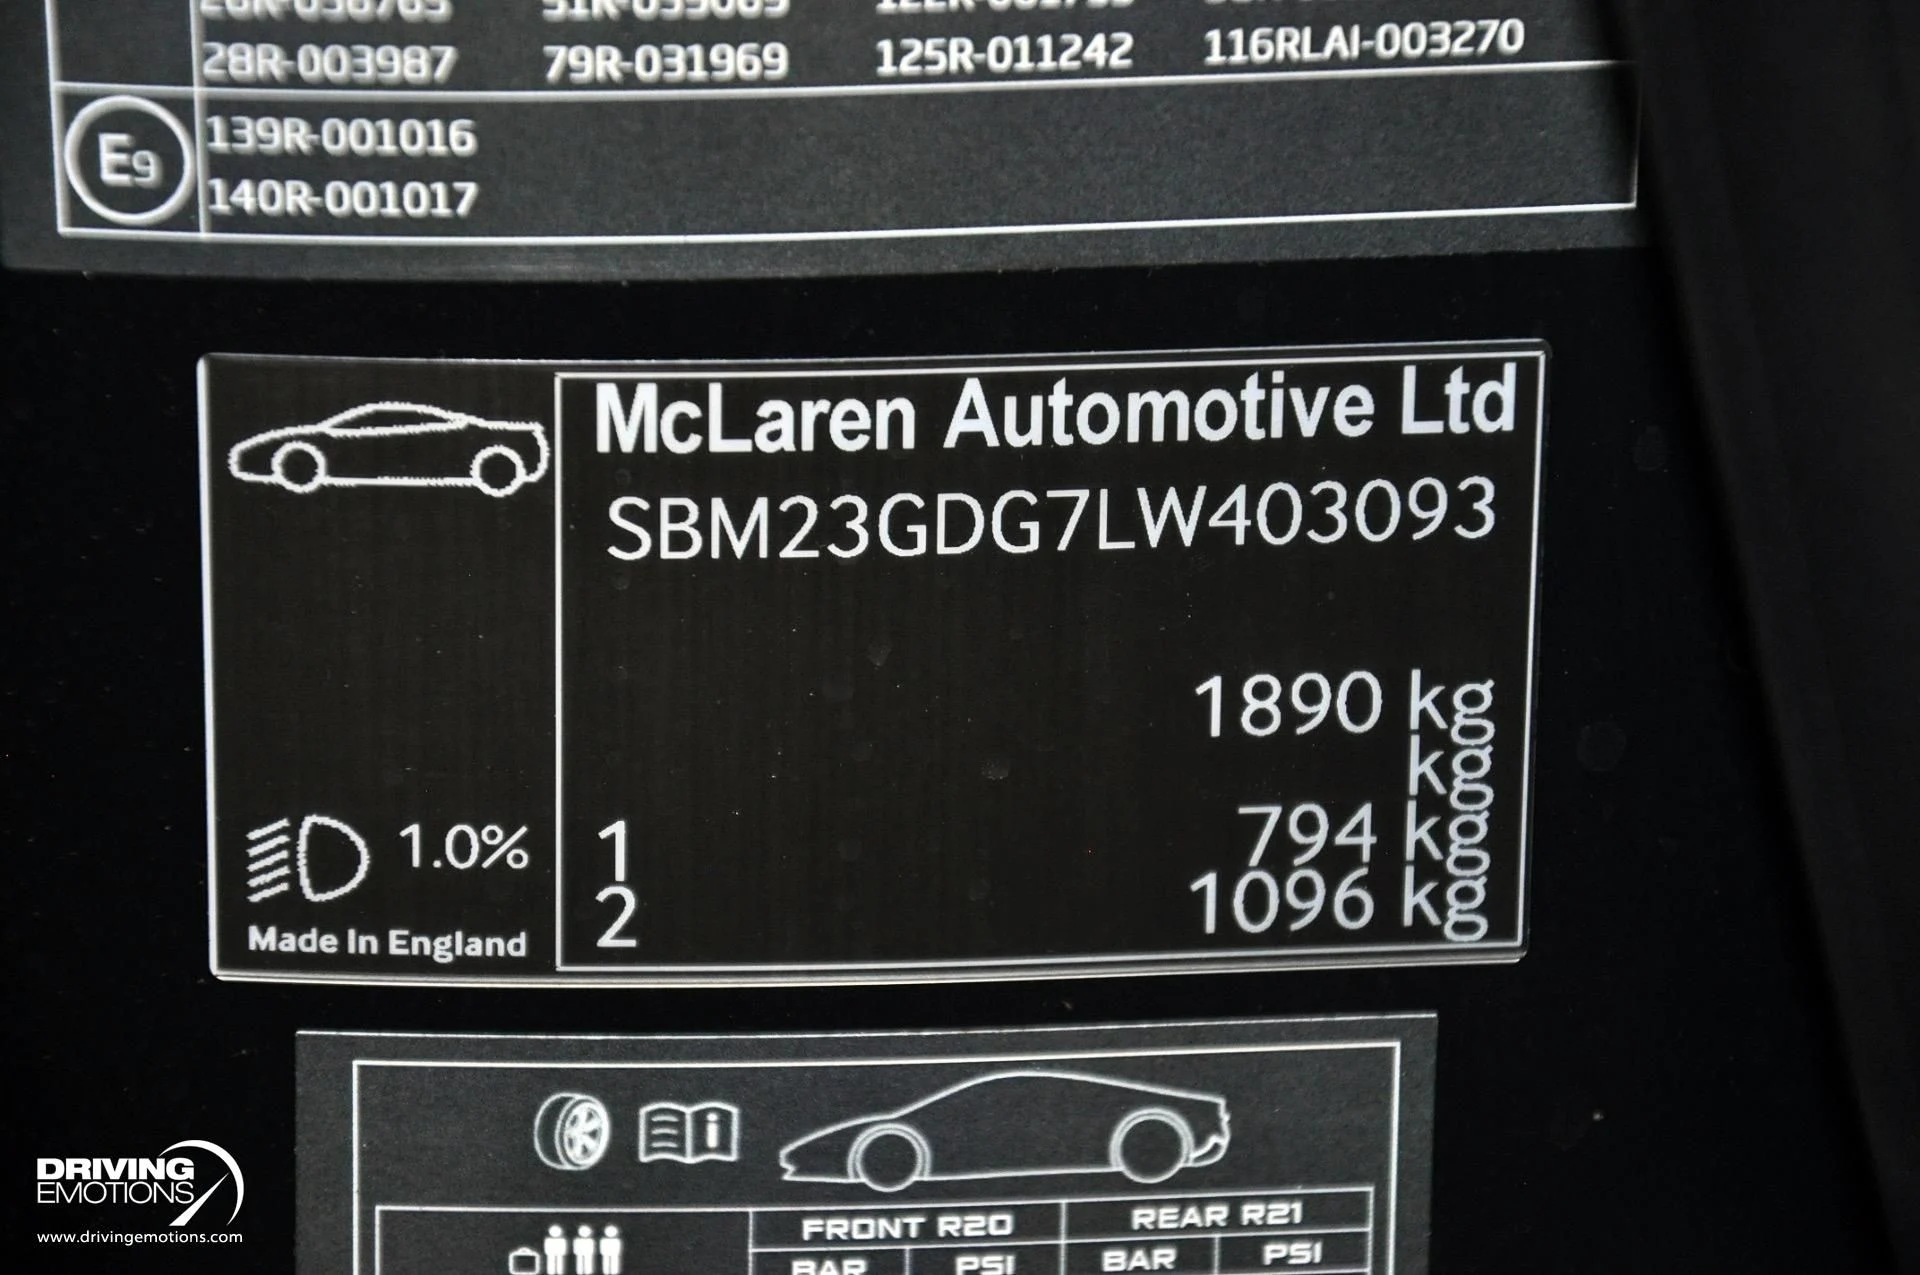 28R-003987 79R-031969 125R-011242 116RLAI-003270
E9
139R-001016
140R-001017
McLaren Automotive Ltd
SBM23GDG7LW403093
1890 kg
kg
1 794 kg
2 1096 kg
1.0%
Made In England
FRONT R20 REAR R21
BAR PSI BAR PSI
DRIVING
EMOTIONS
www.drivingemotions.com